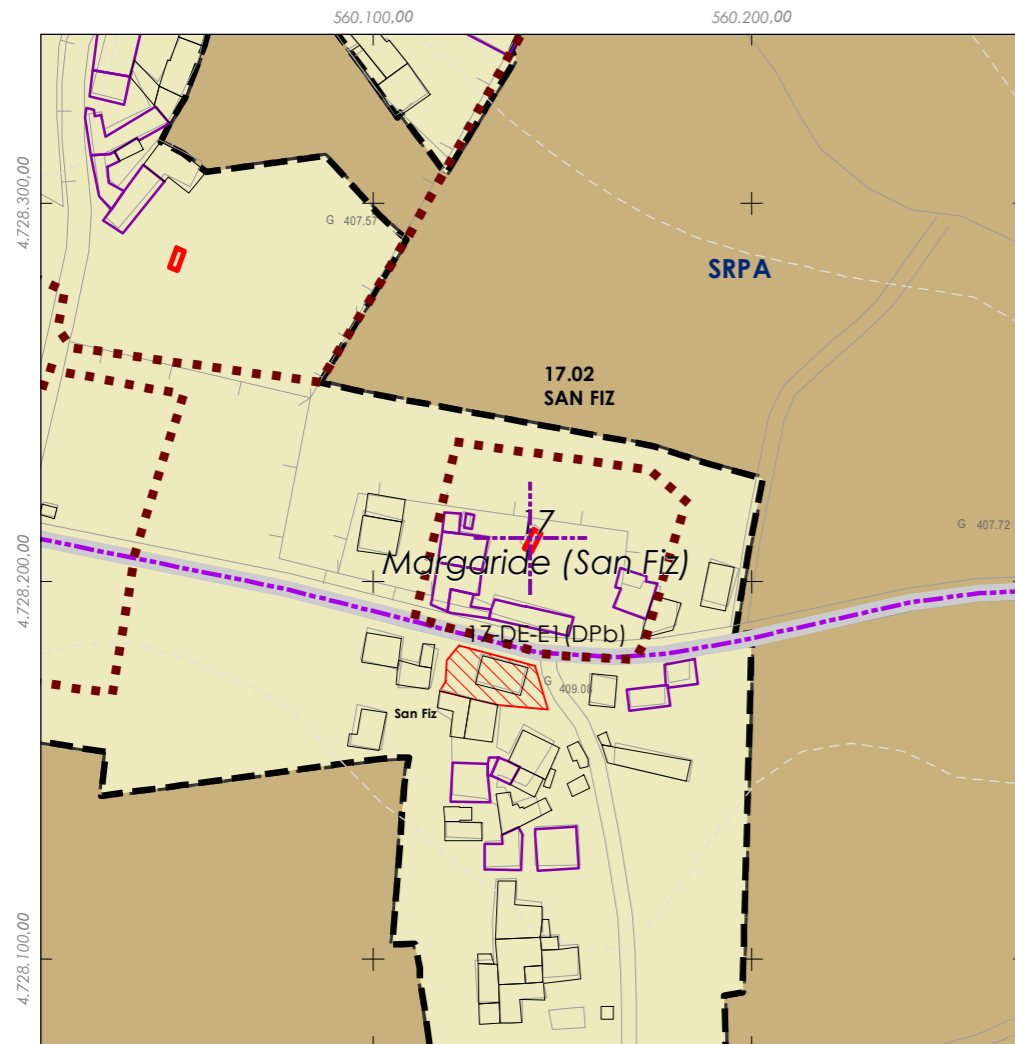 560.100,00
560.200,00
4.728.300,00
G 407.57
SRPA
17.02
SAN FIZ
17
G 407.72
Margaride (San Fiz)
4.728.200,00
17-DE-E1(DPb)
G 409.08
San Fiz
4.728.100,00